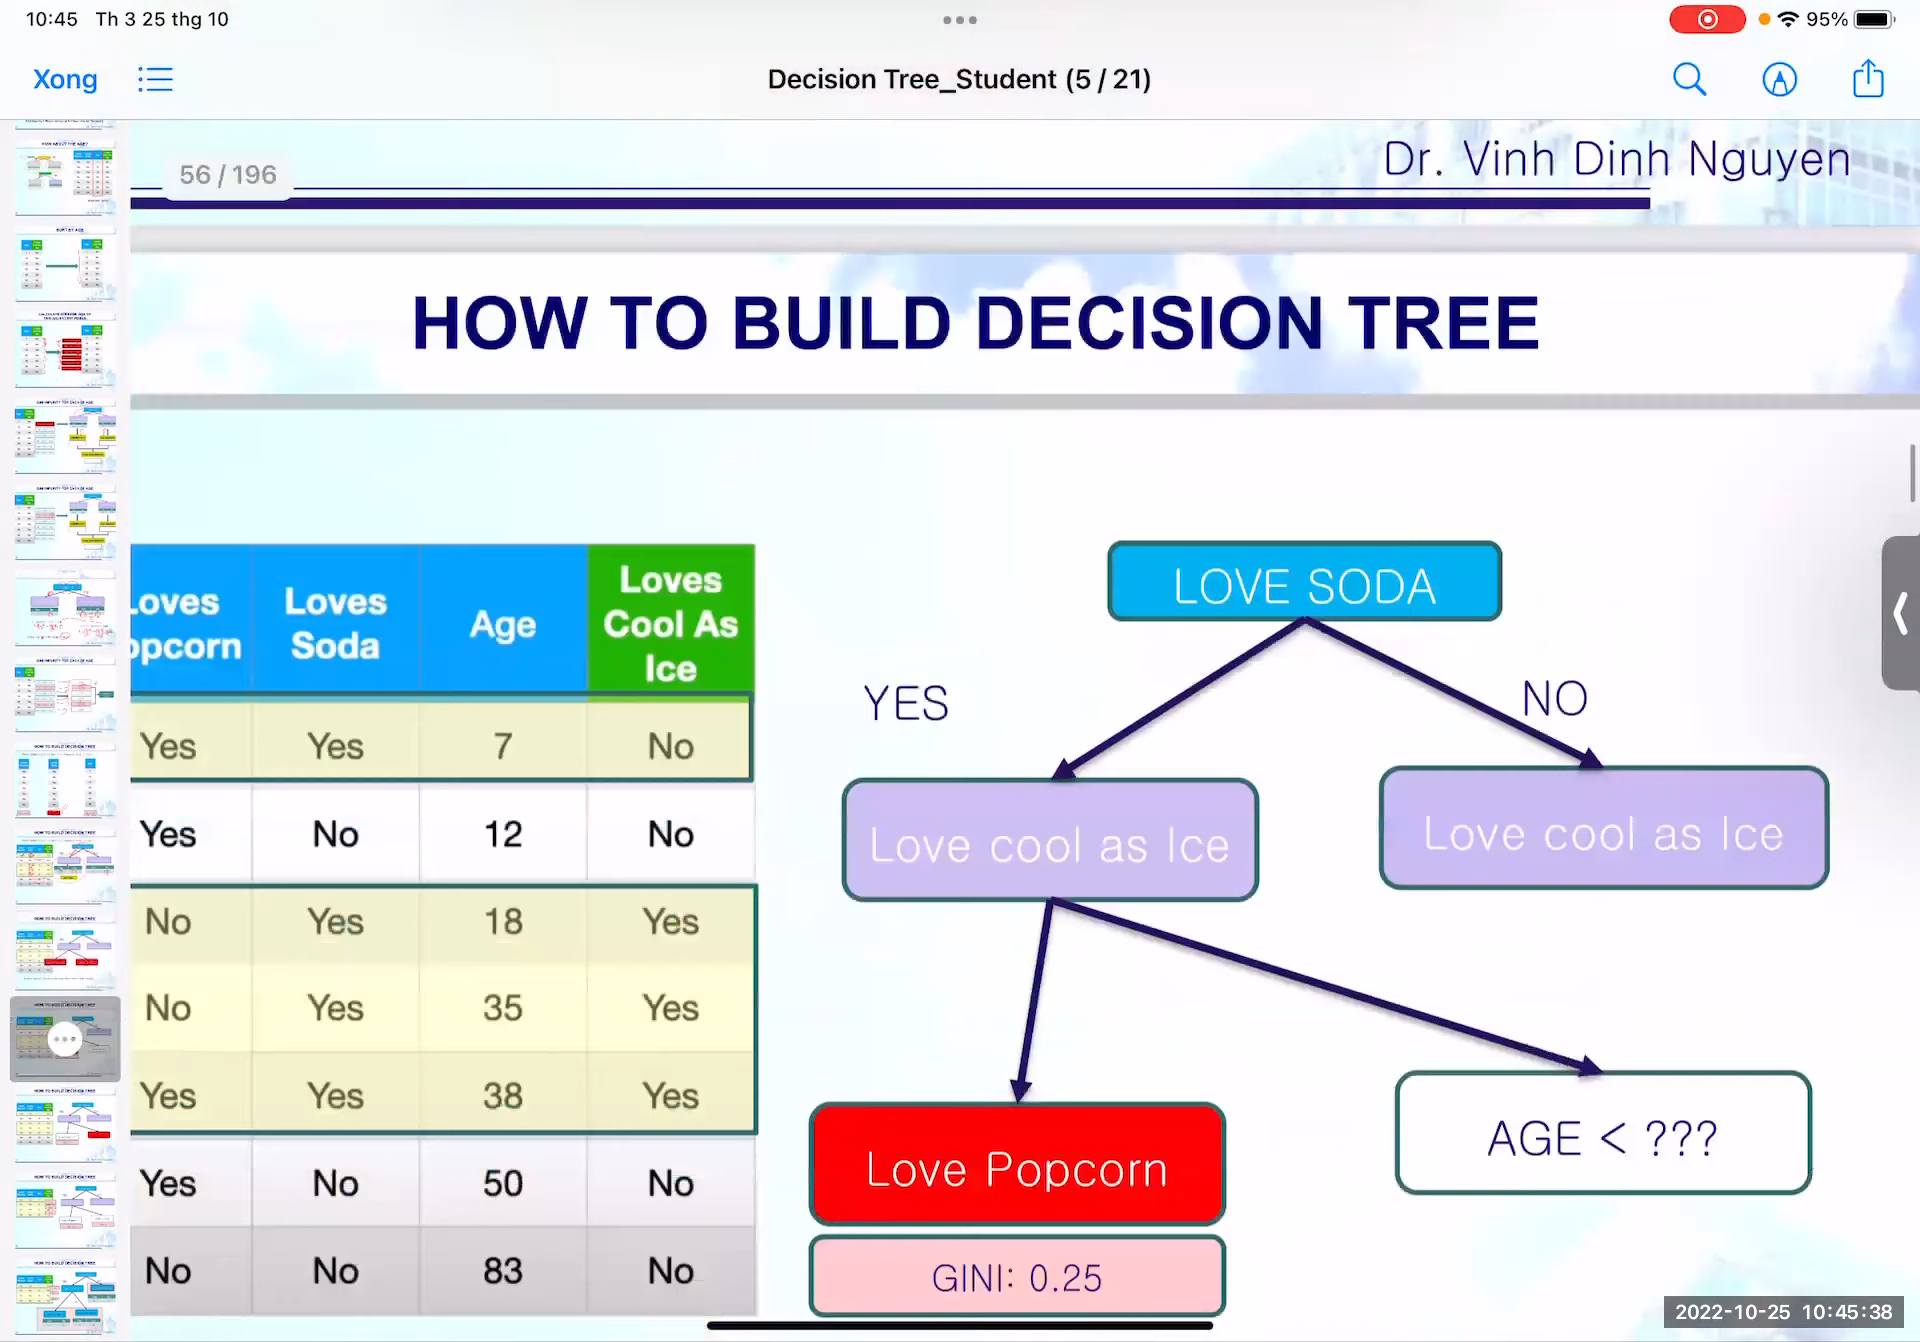 10:45 Th 3 25 thg 10
95%
Xong
Decision Tree_Student (5 / 21)
56 / 196
Dr. Vinh Dinh Nguyen
HOW TO BUILD DECISION TREE
Loves Popcorn Loves Soda Age Loves Cool As Ice
Yes Yes 7 No
Yes No 12 No
No Yes 18 Yes
No Yes 35 Yes
Yes Yes 38 Yes
Yes No 50 No
No No 83 No
LOVE SODA
YES
NO
Love cool as Ice
Love cool as Ice
Love Popcorn
AGE < ???
GINI: 0.25
2022-10-25 10:45:38